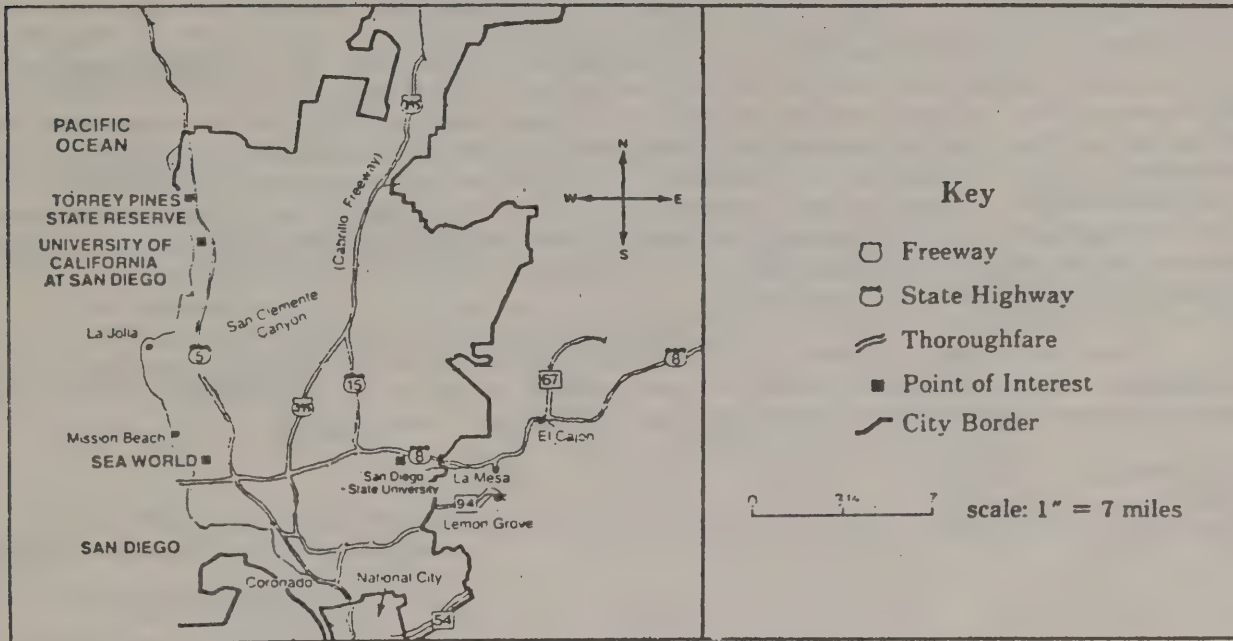 PACIFIC
OCEAN
TORREY PINES
STATE RESERVE
UNIVERSITY OF
CALIFORNIA
AT SAN DIEGO
(Cabrillo Freeway)
San Clemente
Canyon
La Jolla
5
15
Mission Beach
SEA WORLD
8
San Diego
State University
La Mesa
El Cajon
67
8
94
Lemon Grove
SAN DIEGO
Coronado
National City
54
N
W
E
S
Key
Freeway
State Highway
Thoroughfare
Point of Interest
City Border
0
7
scale: 1" = 7 miles